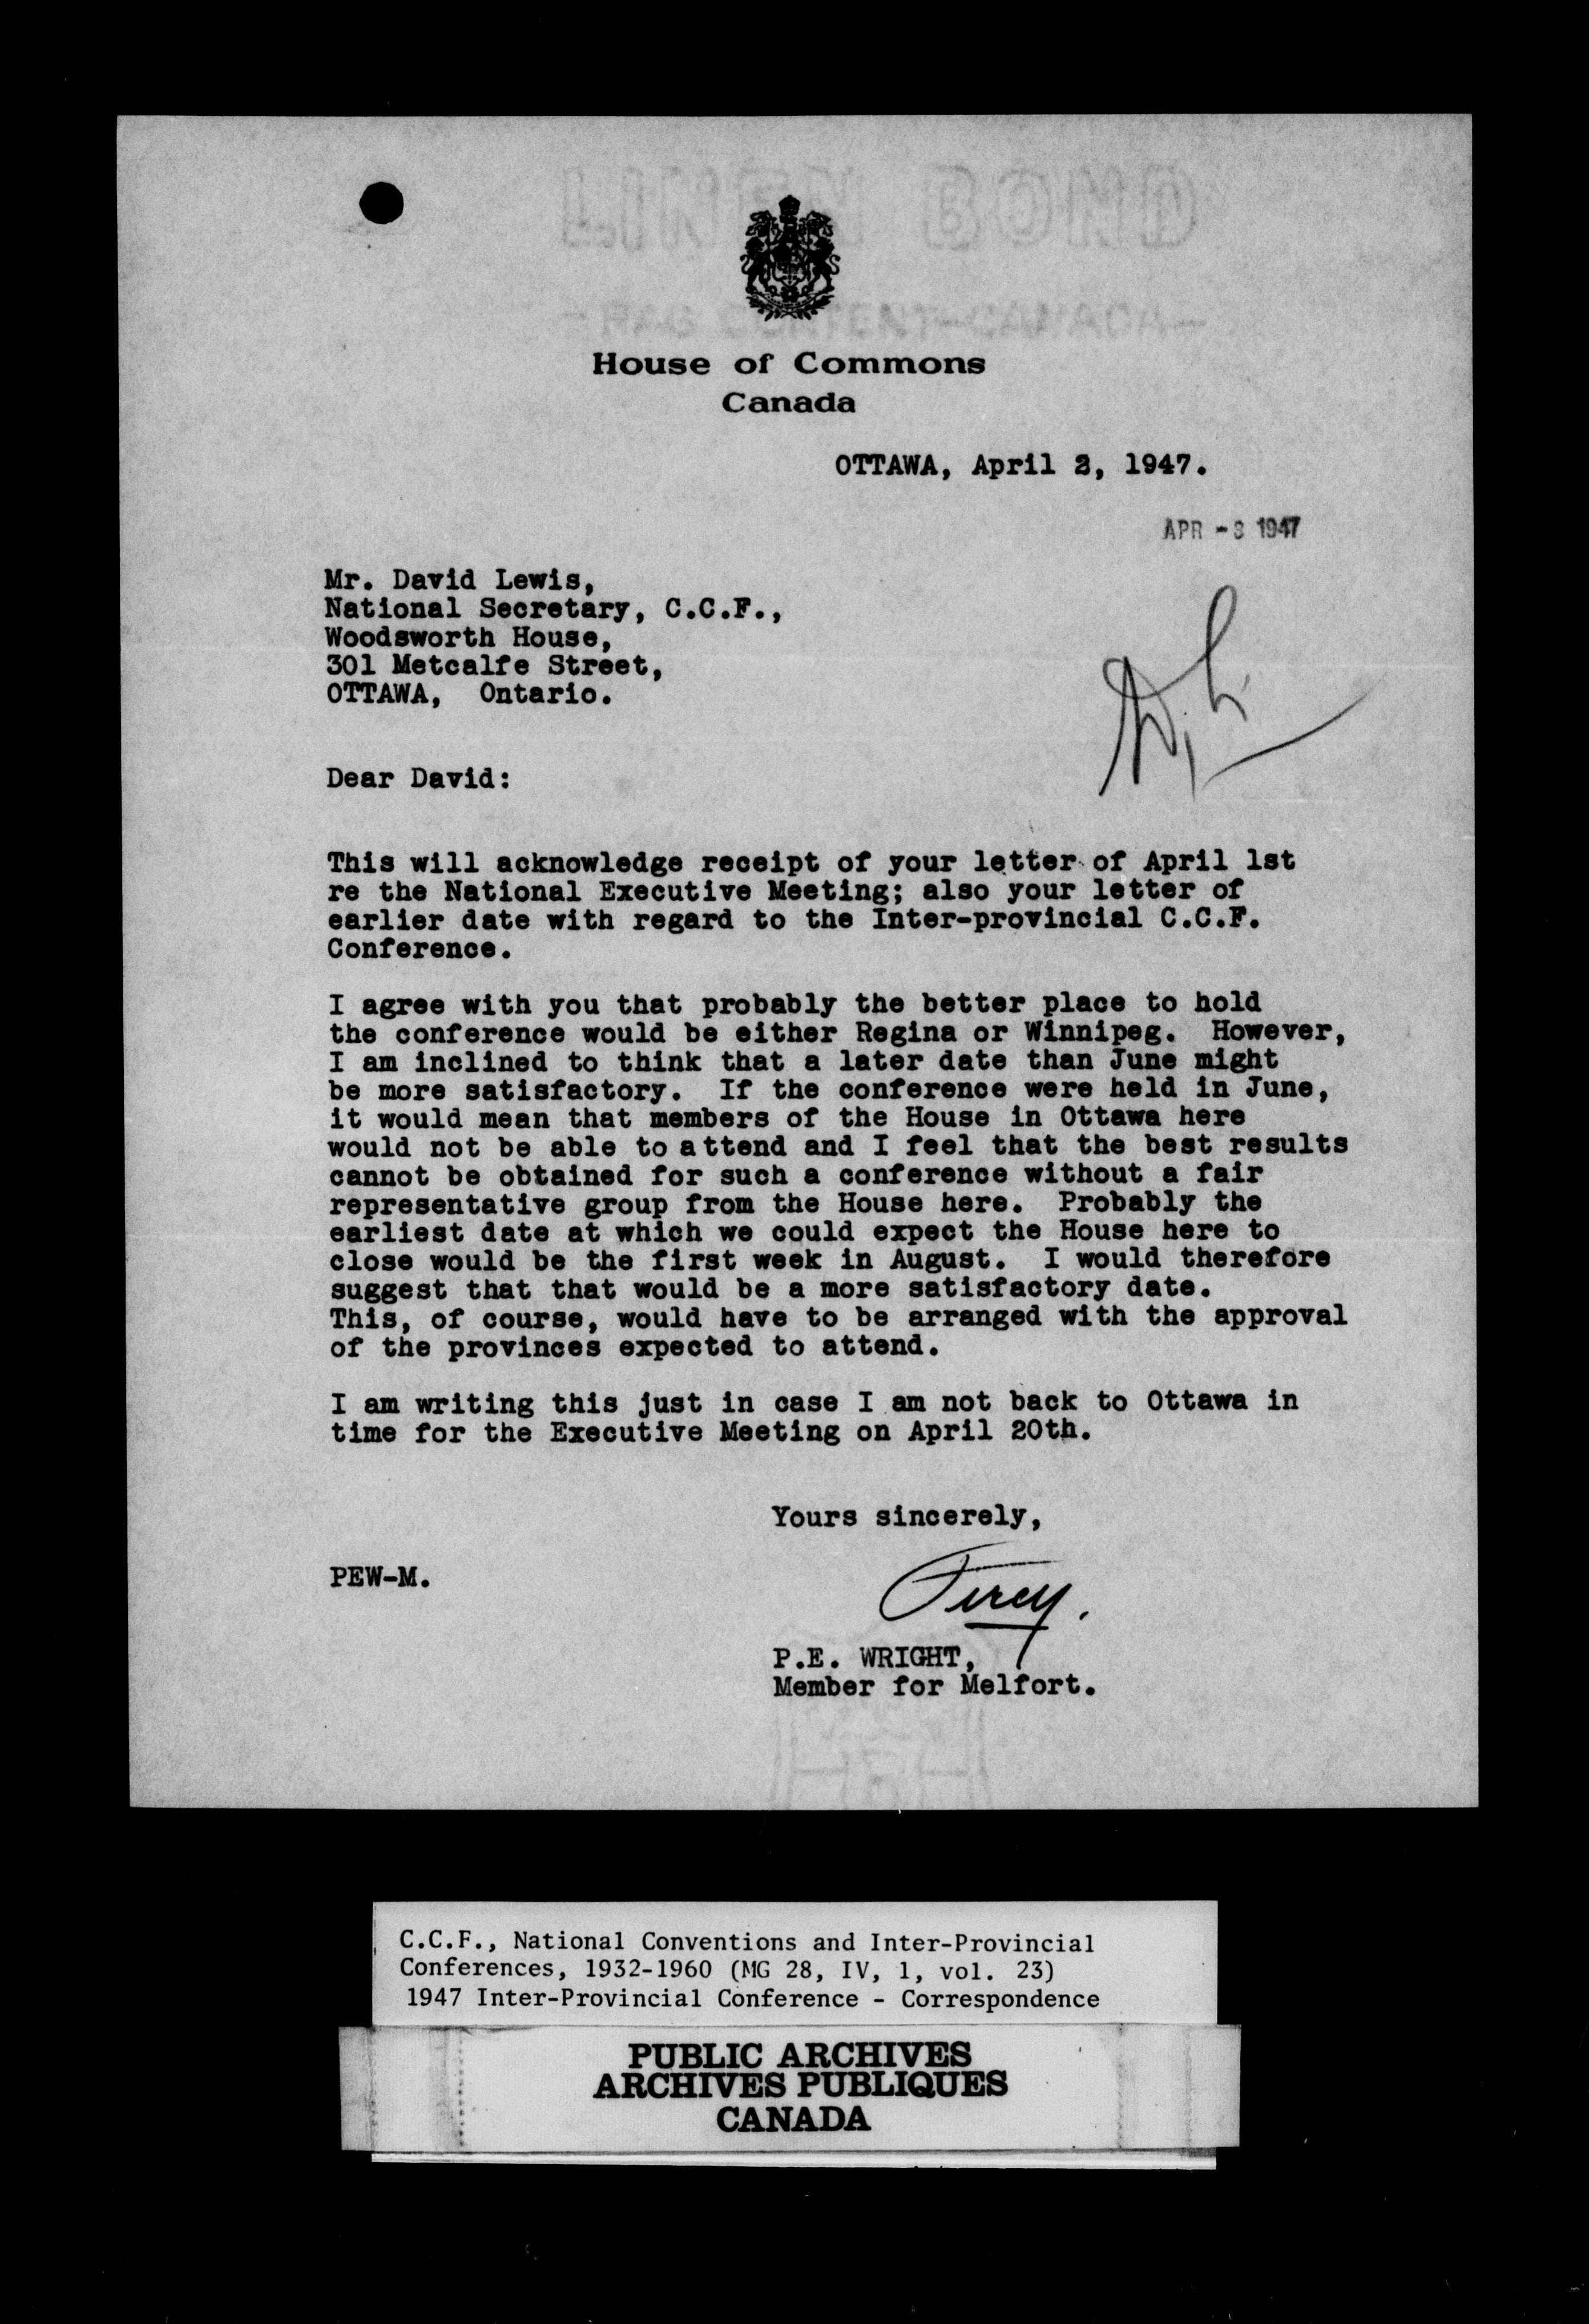 LINEN BOND
-RAG CONTENT-CANADA-
House of Commons
Canada
OTTAWA, April 2, 1947.
APR -3 1947
Mr. David Lewis,
National Secretary, C.C.F.,
Woodsworth House,
301 Metcalfe Street,
OTTAWA, Ontario.
Dear David:
This will acknowledge receipt of your letter of April 1st
re the National Executive Meeting; also your letter of
earlier date with regard to the Inter-provincial C.C.F.
Conference.
I agree with you that probably the better place to hold
the conference would be either Regina or Winnipeg. However,
I am inclined to think that a later date than June might
be more satisfactory. If the conference were held in June,
it would mean that members of the House in Ottawa here
would not be able to attend and I feel that the best results
cannot be obtained for such a conference without a fair
representative group from the House here. Probably the
earliest date at which we could expect the House here to
close would be the first week in August. I would therefore
suggest that that would be a more satisfactory date.
This, of course, would have to be arranged with the approval
of the provinces expected to attend.
I am writing this just in case I am not back to Ottawa in
time for the Executive Meeting on April 20th.
Yours sincerely,
PEW-M.
Percy.
P.E. WRIGHT,
Member for Melfort.
C.C.F., National Conventions and Inter-Provincial
Conferences, 1932-1960 (MG 28, IV, 1, vol. 23)
1947 Inter-Provincial Conference - Correspondence
PUBLIC ARCHIVES
ARCHIVES PUBLIQUES
CANADA